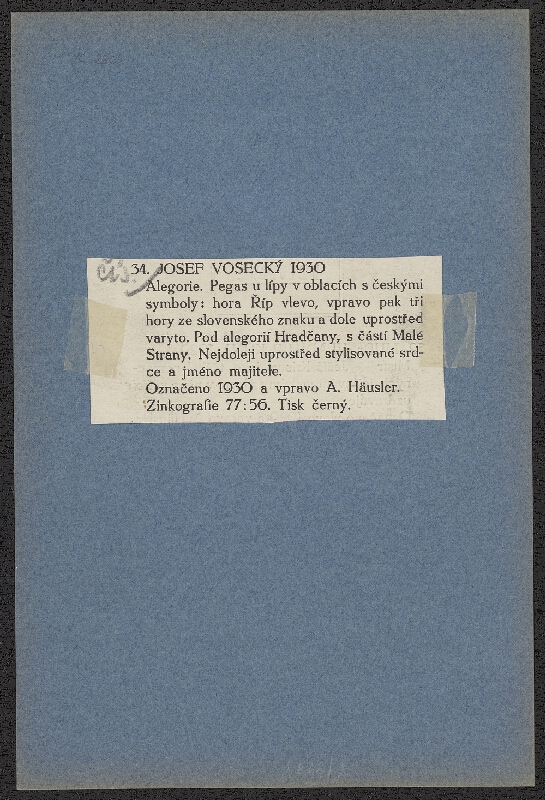 čís.
34. JOSEF VOSECKÝ 1930
Alegorie. Pegas u lípy v oblacích s českými
symboly: hora Říp vlevo, vpravo pak tři
hory ze slovenského znaku a dole uprostřed
varyto. Pod alegorií Hradčany, s částí Malé
Strany. Nejdoleji uprostřed stylisované srd-
ce a jméno majitele.
Označeno 1930 a vpravo A. Häusler.
Zinkografie 77:56. Tisk černý.